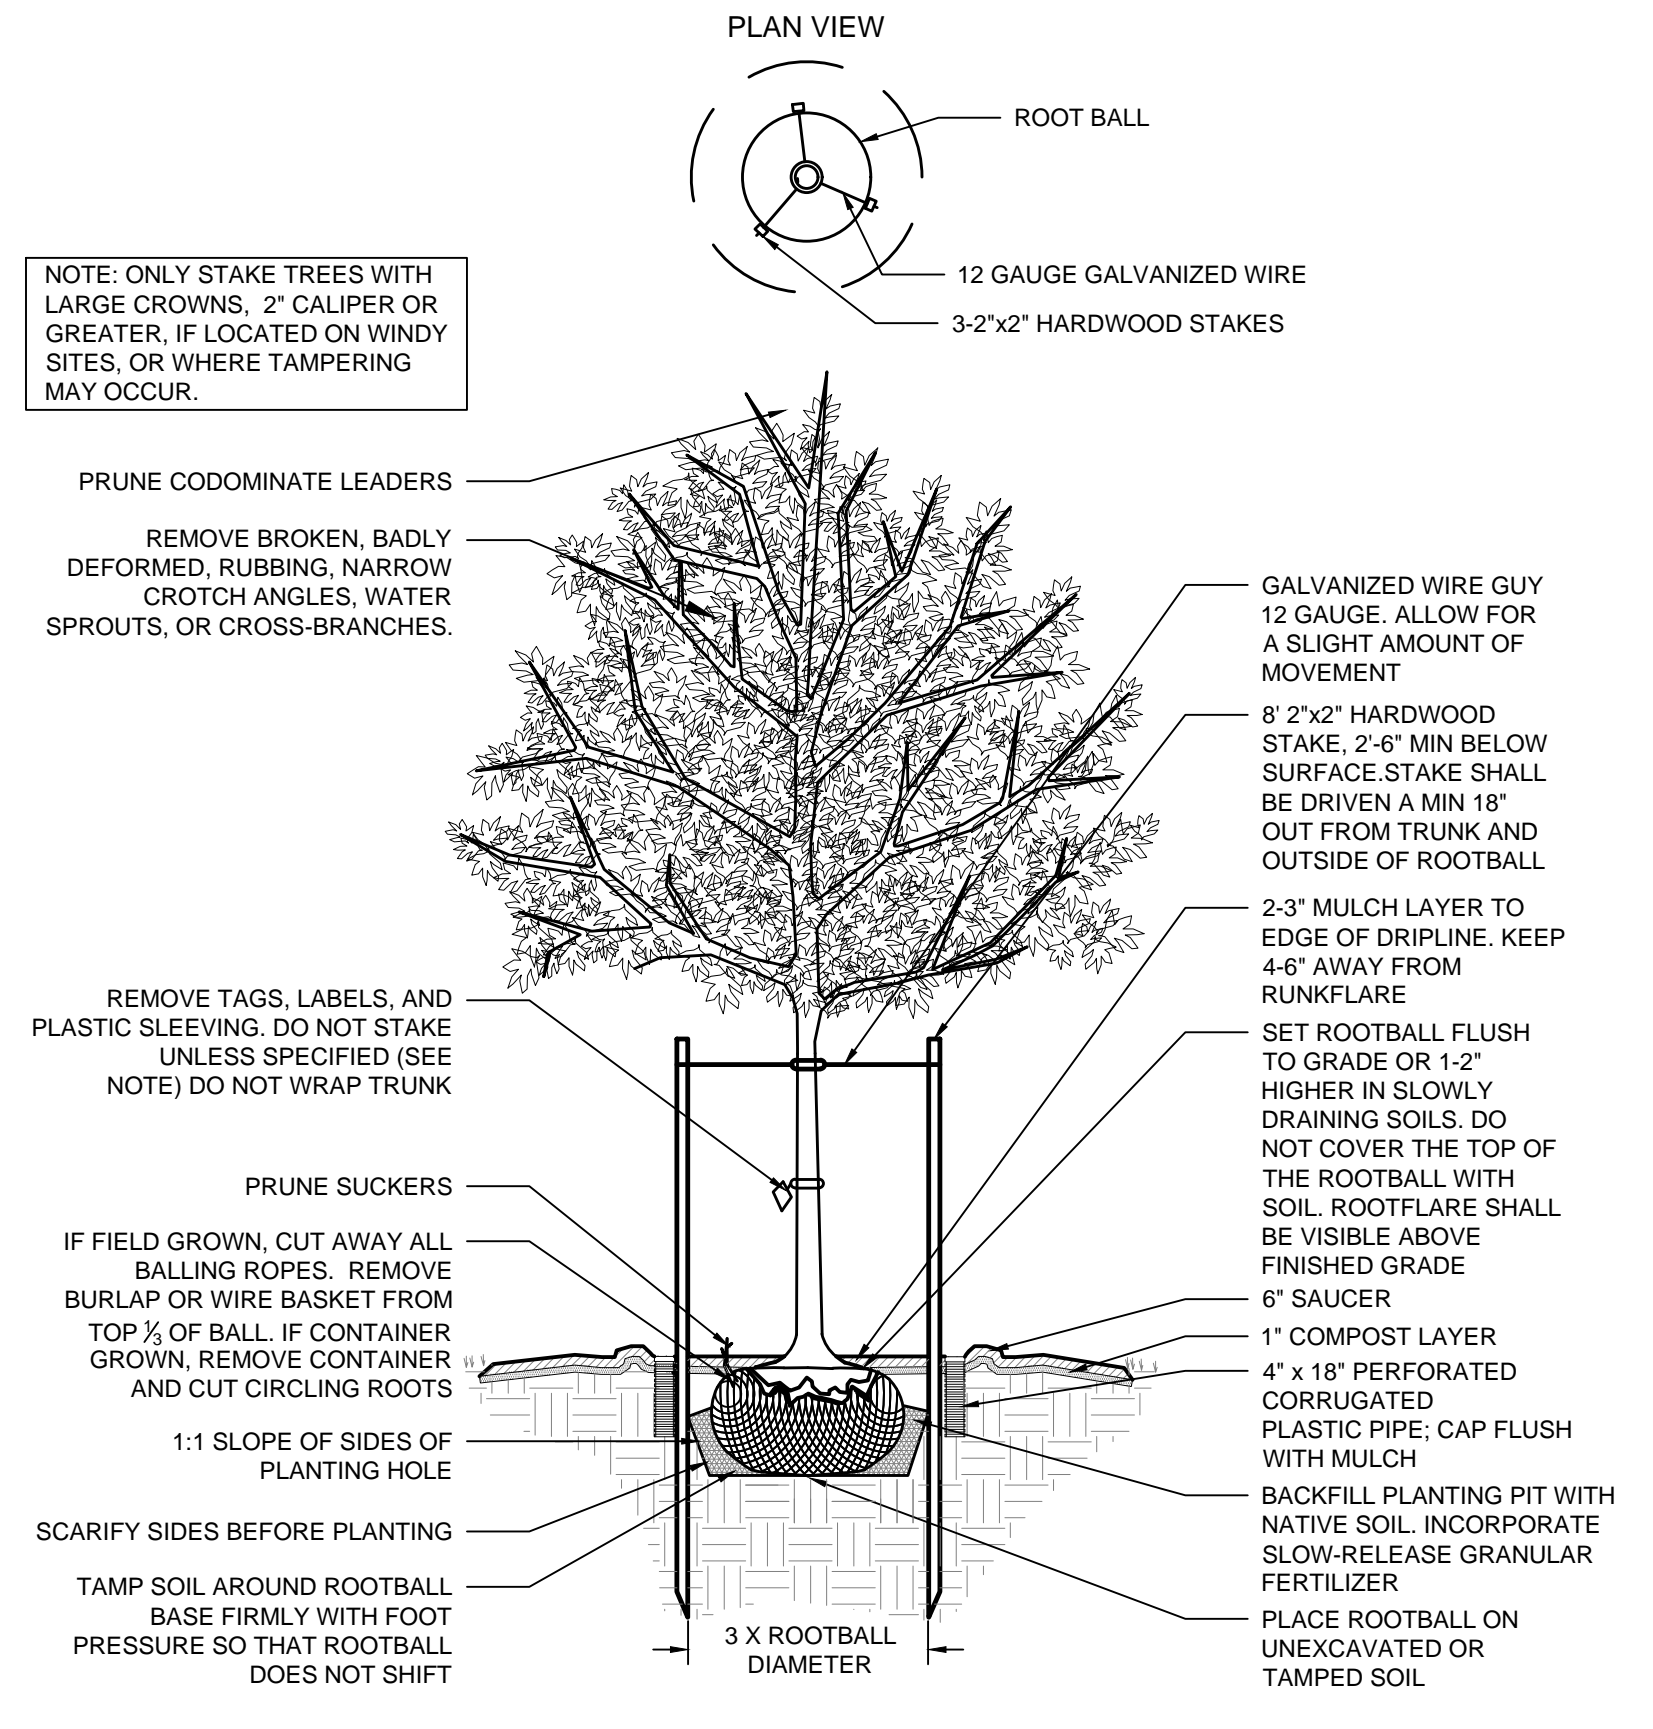 PLAN VIEW
ROOT BALL
12 GAUGE GALVANIZED WIRE
3-2"x2" HARDWOOD STAKES
NOTE: ONLY STAKE TREES WITH
LARGE CROWNS, 2" CALIPER OR
GREATER, IF LOCATED ON WINDY
SITES, OR WHERE TAMPERING
MAY OCCUR.
PRUNE CODOMINATE LEADERS
REMOVE BROKEN, BADLY
DEFORMED, RUBBING, NARROW
CROTCH ANGLES, WATER
SPROUTS, OR CROSS-BRANCHES.
REMOVE TAGS, LABELS, AND
PLASTIC SLEEVING. DO NOT STAKE
UNLESS SPECIFIED (SEE
NOTE) DO NOT WRAP TRUNK
PRUNE SUCKERS
IF FIELD GROWN, CUT AWAY ALL
BALLING ROPES. REMOVE
BURLAP OR WIRE BASKET FROM
TOP ⅓ OF BALL. IF CONTAINER
GROWN, REMOVE CONTAINER
AND CUT CIRCLING ROOTS
1:1 SLOPE OF SIDES OF
PLANTING HOLE
SCARIFY SIDES BEFORE PLANTING
TAMP SOIL AROUND ROOTBALL
BASE FIRMLY WITH FOOT
PRESSURE SO THAT ROOTBALL
DOES NOT SHIFT
3 X ROOTBALL
DIAMETER
GALVANIZED WIRE GUY
12 GAUGE. ALLOW FOR
A SLIGHT AMOUNT OF
MOVEMENT
8' 2"x2" HARDWOOD
STAKE, 2'-6" MIN BELOW
SURFACE.STAKE SHALL
BE DRIVEN A MIN 18"
OUT FROM TRUNK AND
OUTSIDE OF ROOTBALL
2-3" MULCH LAYER TO
EDGE OF DRIPLINE. KEEP
4-6" AWAY FROM
RUNKFLARE
SET ROOTBALL FLUSH
TO GRADE OR 1-2"
HIGHER IN SLOWLY
DRAINING SOILS. DO
NOT COVER THE TOP OF
THE ROOTBALL WITH
SOIL. ROOTFLARE SHALL
BE VISIBLE ABOVE
FINISHED GRADE
6" SAUCER
1" COMPOST LAYER
4" x 18" PERFORATED
CORRUGATED
PLASTIC PIPE; CAP FLUSH
WITH MULCH
BACKFILL PLANTING PIT WITH
NATIVE SOIL. INCORPORATE
SLOW-RELEASE GRANULAR
FERTILIZER
PLACE ROOTBALL ON
UNEXCAVATED OR
TAMPED SOIL